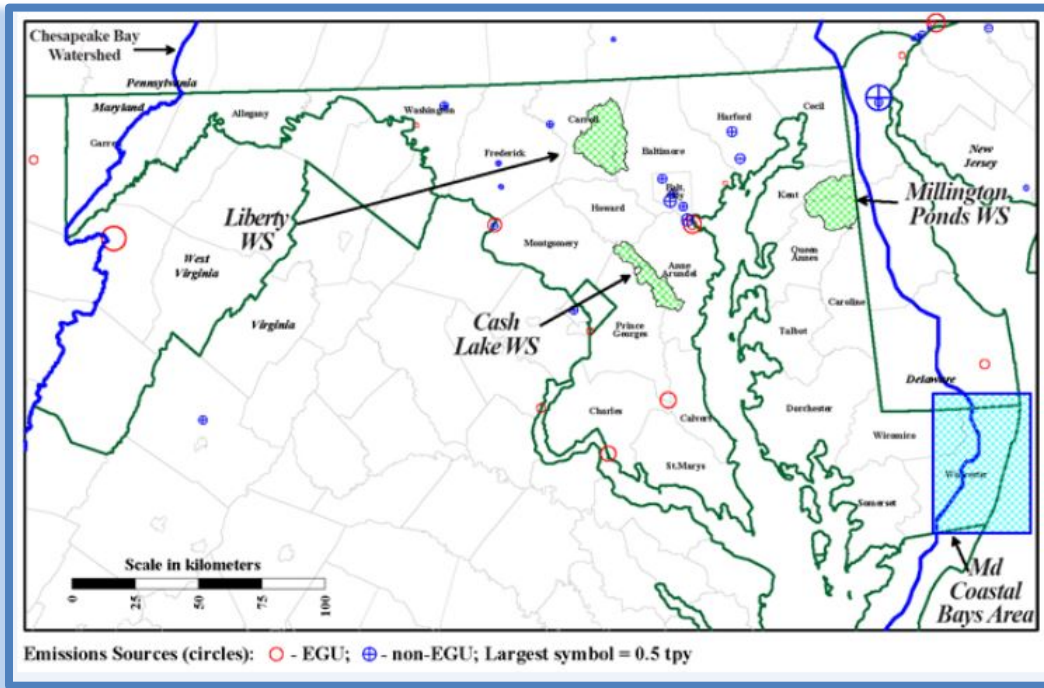 Chesapeake Bay
Watershed
Pennsylvania
Maryland
Allegany
Washington
Carroll
Harford
Cecil
Frederick
Baltimore
New
Jersey
Kent
Millington
Ponds WS
Liberty
WS
Howard
Montgomery
Queen
Annes
West
Virginia
Anne
Arundel
Caroline
Virginia
Cash
Lake WS
Prince
Georges
Talbot
Delaware
Charles
Calvert
Dorchester
Wicomico
St.Marys
Somerset
Scale in kilometers
0 25 50 75 100
Md
Coastal
Bays Area
Emissions Sources (circles): - EGU; - non-EGU; Largest symbol = 0.5 tpy